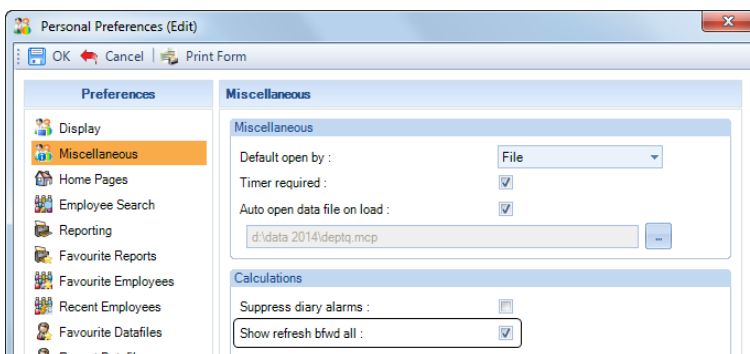 Personal Preferences (Edit)
x
OK Cancel Print Form
Preferences
Miscellaneous
Display
Miscellaneous
Home Pages
Employee Search
Reporting
Favourite Reports
Favourite Employees
Recent Employees
Favourite Datafiles
Miscellaneous
Default open by : File
Timer required :
Auto open data file on load :
d:\data 2014\deptq.mcp ...
Calculations
Suppress diary alarms :
Show refresh bfwd all :